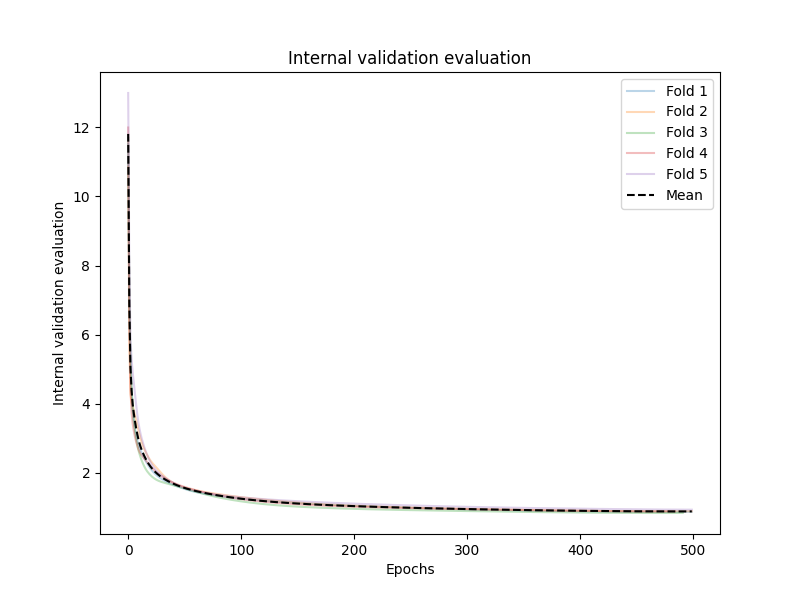 Internal validation evaluation
Fold 1
Fold 2
Fold 3
Fold 4
Fold 5
Mean
Internal validation evaluation
12
10
8
6
4
2
0 100 200 300 400 500
Epochs